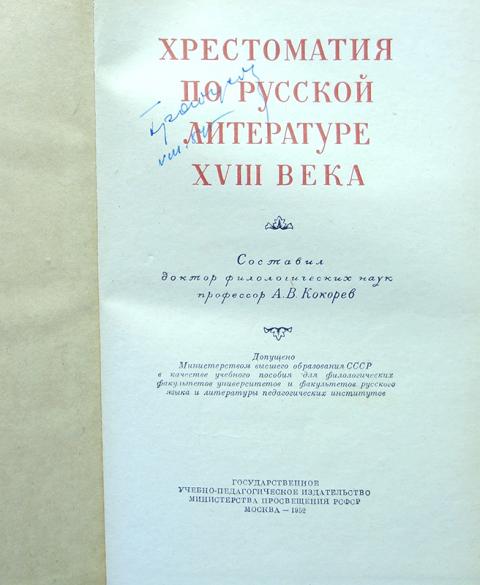 ХРЕСТОМАТИЯ
ПО РУССКОЙ
ЛИТЕРАТУРЕ
XVIII ВЕКА
Составил
доктор филологических наук
профессор А. В. Кокорев
Допущено
Министерством высшего образования СССР
в качестве учебного пособия для филологических
факультетов университетов и факультетов русского
языка и литературы педагогических институтов
ГОСУДАРСТВЕННОЕ
УЧЕБНО-ПЕДАГОГИЧЕСКОЕ ИЗДАТЕЛЬСТВО
МИНИСТЕРСТВА ПРОСВЕЩЕНИЯ РСФСР
МОСКВА — 1952